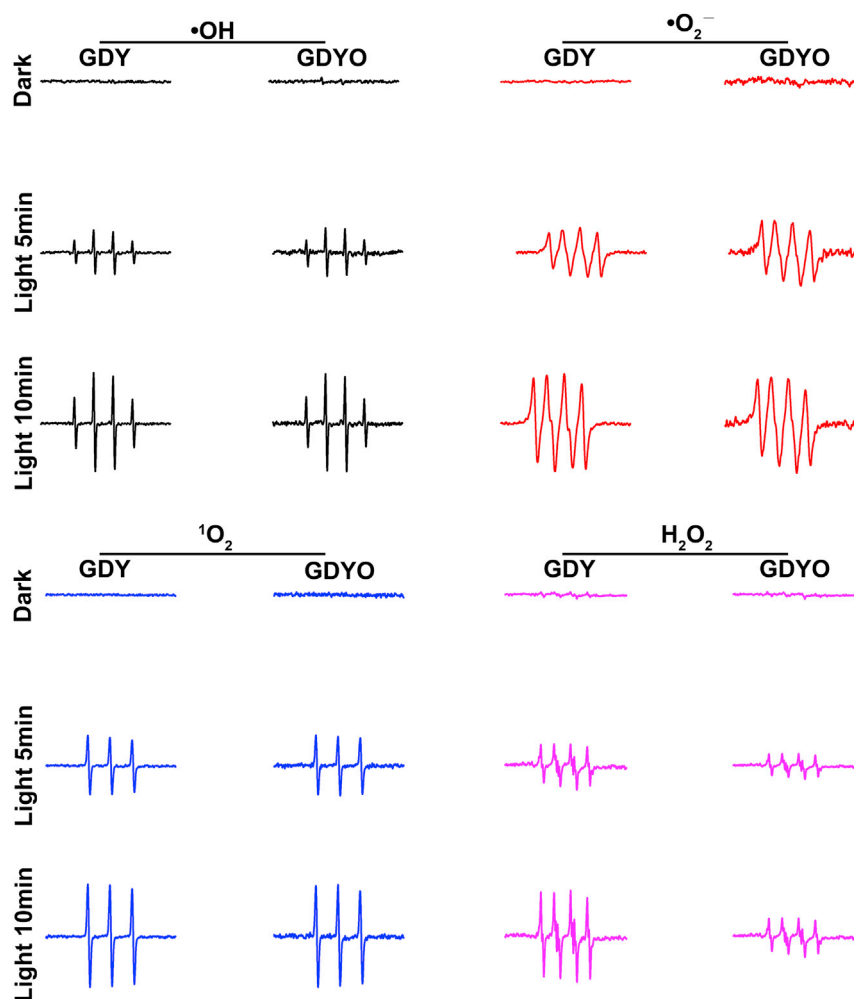 •OH
•O₂⁻
GDY GDYO GDY GDYO
Dark
Light 5min
Light 10min
¹O₂
H₂O₂
GDY GDYO GDY GDYO
Dark
Light 5min
Light 10min